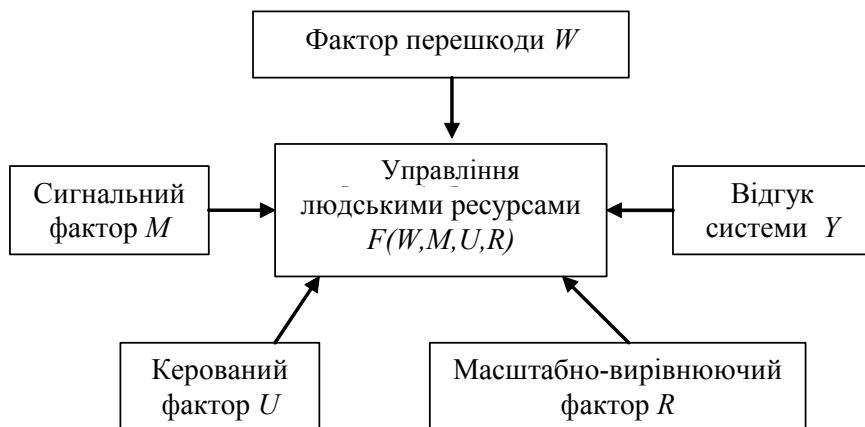 Фактор перешкоди W
Управління
людськими ресурсами
F(W,M,U,R)
Сигнальний
фактор M
Відгук
системи Y
Керований
фактор U
Масштабно-вирівнюючий
фактор R